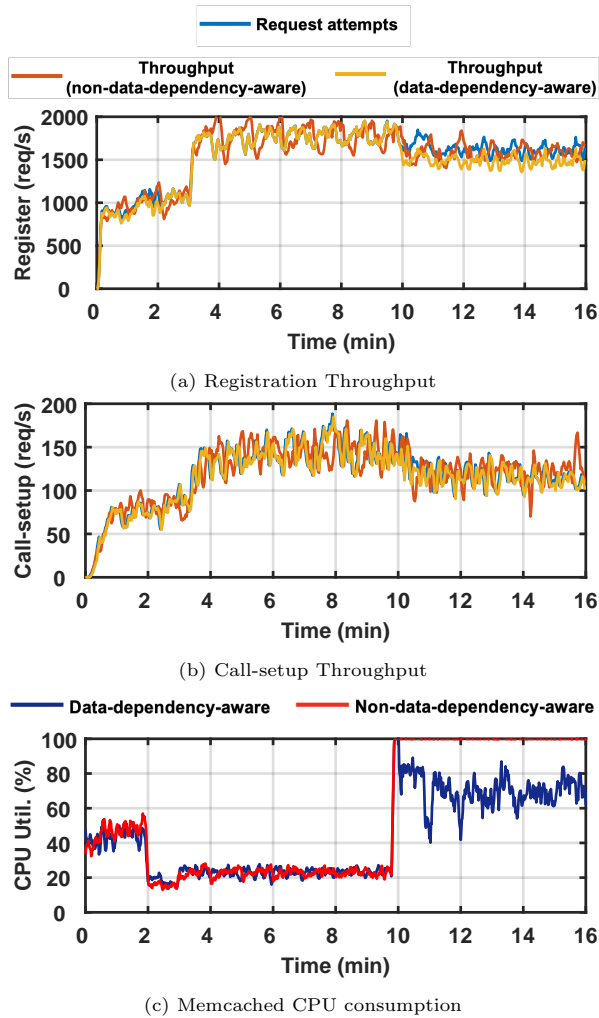 Request attempts
Throughput
(non-data-dependency-aware)
Throughput
(data-dependency-aware)
2000
1500
1000
500
0
Register (req/s)
0 2 4 6 8 10 12 14 16
Time (min)
(a) Registration Throughput
200
150
100
50
0
Call-setup (req/s)
0 2 4 6 8 10 12 14 16
Time (min)
(b) Call-setup Throughput
Data-dependency-aware Non-data-dependency-aware
100
80
60
40
20
0
CPU Util. (%)
0 2 4 6 8 10 12 14 16
Time (min)
(c) Memcached CPU consumption